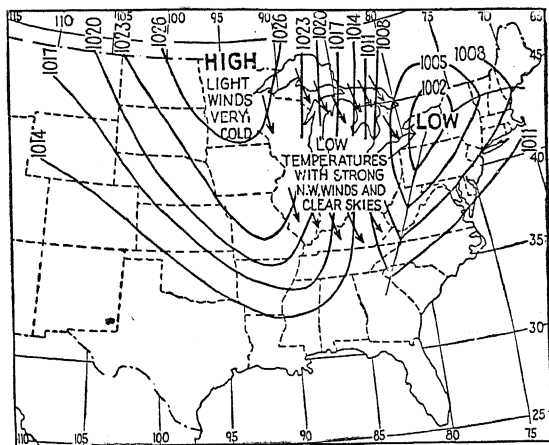 115 110 105 100 95 90 85 80 75 70 65 45
1017 1020 1023 1026 1026 1023 1020 1017 1014 1011 1008
1005 1008
1002
HIGH
LIGHT
WINDS
VERY
COLD
LOW
LOW
TEMPERATURES
WITH STRONG
N.W. WINDS AND
CLEAR SKIES
1014
1011
40
35
30
25
110 105 100 95 90 85 80 75